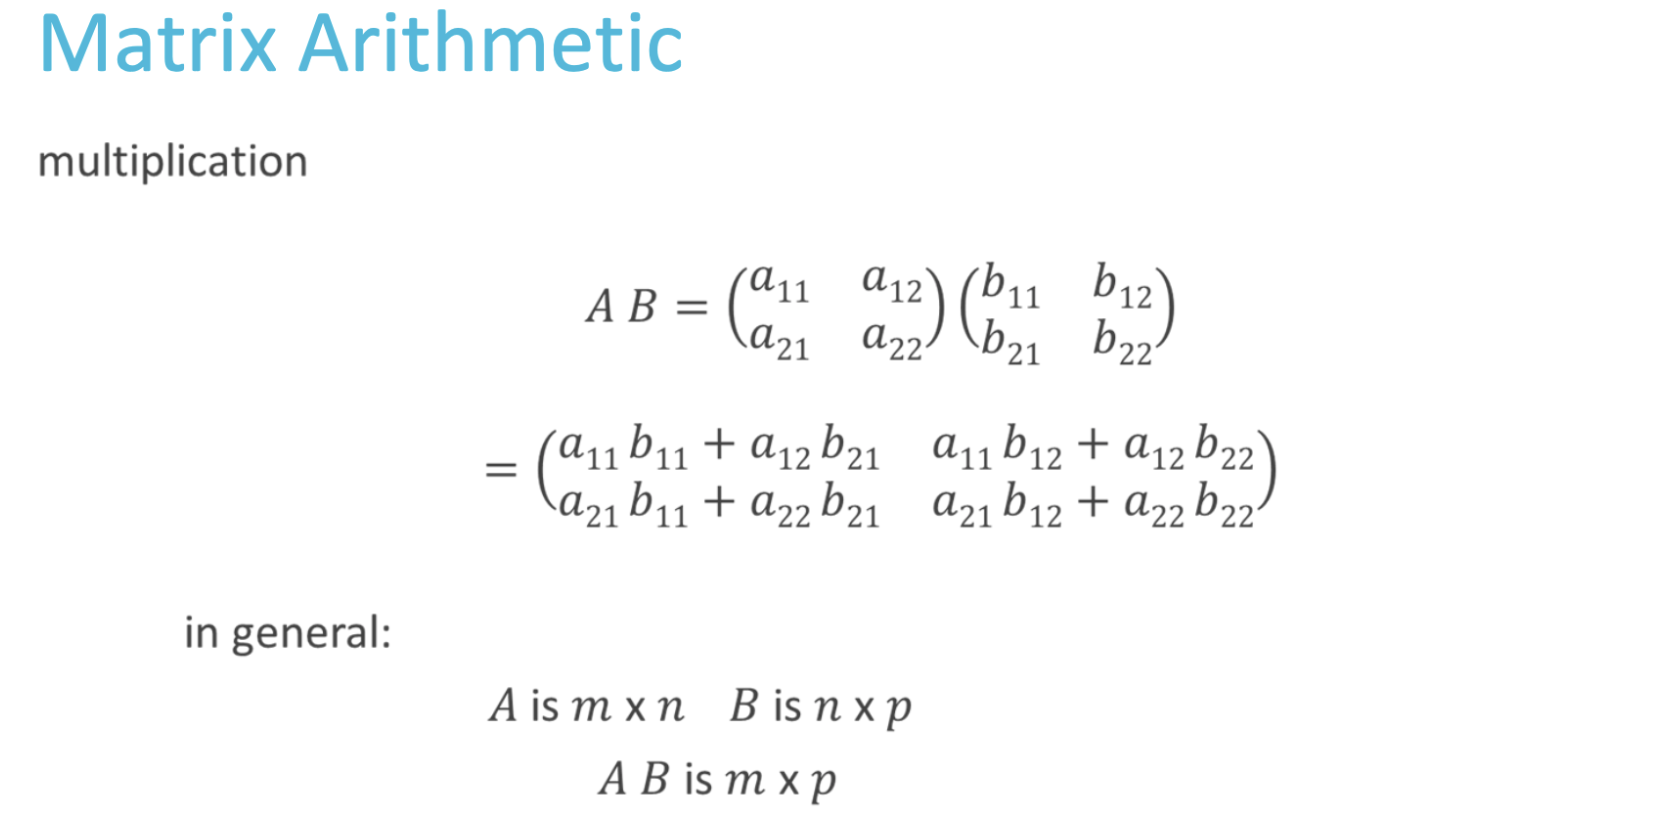 Matrix Arithmetic
multiplication
A B = (a₁₁ a₁₂) (b₁₁ b₁₂)
(a₂₁ a₂₂) (b₂₁ b₂₂)
= (a₁₁ b₁₁ + a₁₂ b₂₁ a₁₁ b₁₂ + a₁₂ b₂₂)
(a₂₁ b₁₁ + a₂₂ b₂₁ a₂₁ b₁₂ + a₂₂ b₂₂)
in general:
A is m x n B is n x p
A B is m x p